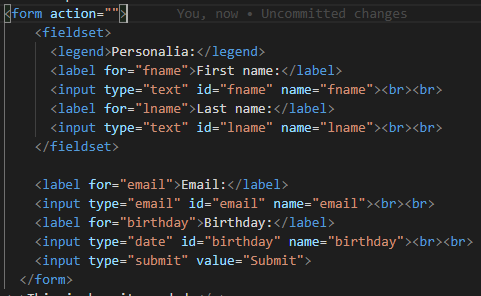 <form action="">      You, now • Uncommitted changes
    <fieldset>
      <legend>Personalia:</legend>
      <label for="fname">First name:</label>
      <input type="text" id="fname" name="fname"><br><br>
      <label for="lname">Last name:</label>
      <input type="text" id="lname" name="lname"><br><br>
    </fieldset>

    <label for="email">Email:</label>
    <input type="email" id="email" name="email"><br><br>
    <label for="birthday">Birthday:</label>
    <input type="date" id="birthday" name="birthday"><br><br>
    <input type="submit" value="Submit">
  </form>